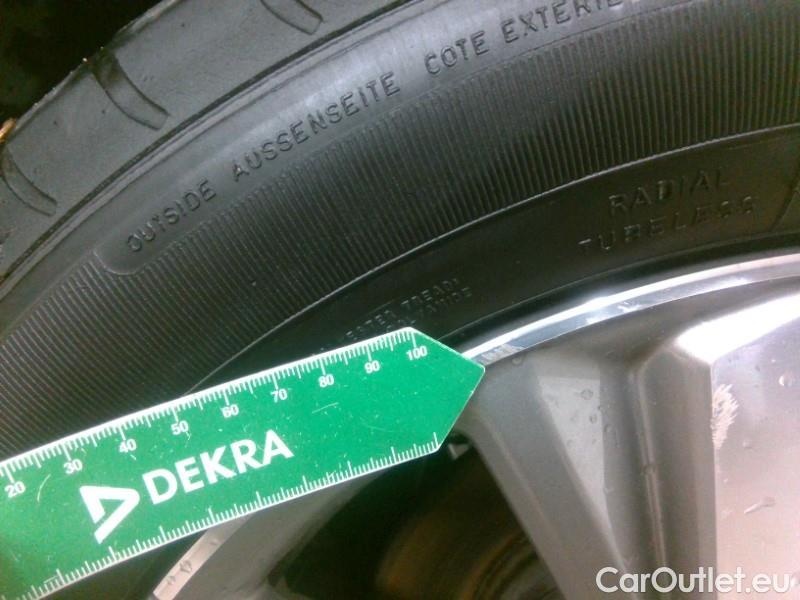 OUTSIDE AUSSENSEITE COTE EXTERIE
RADIAL
TUBELESS
20 30 40 50 60 70 80 90 100
DEKRA
CarOutlet.eu